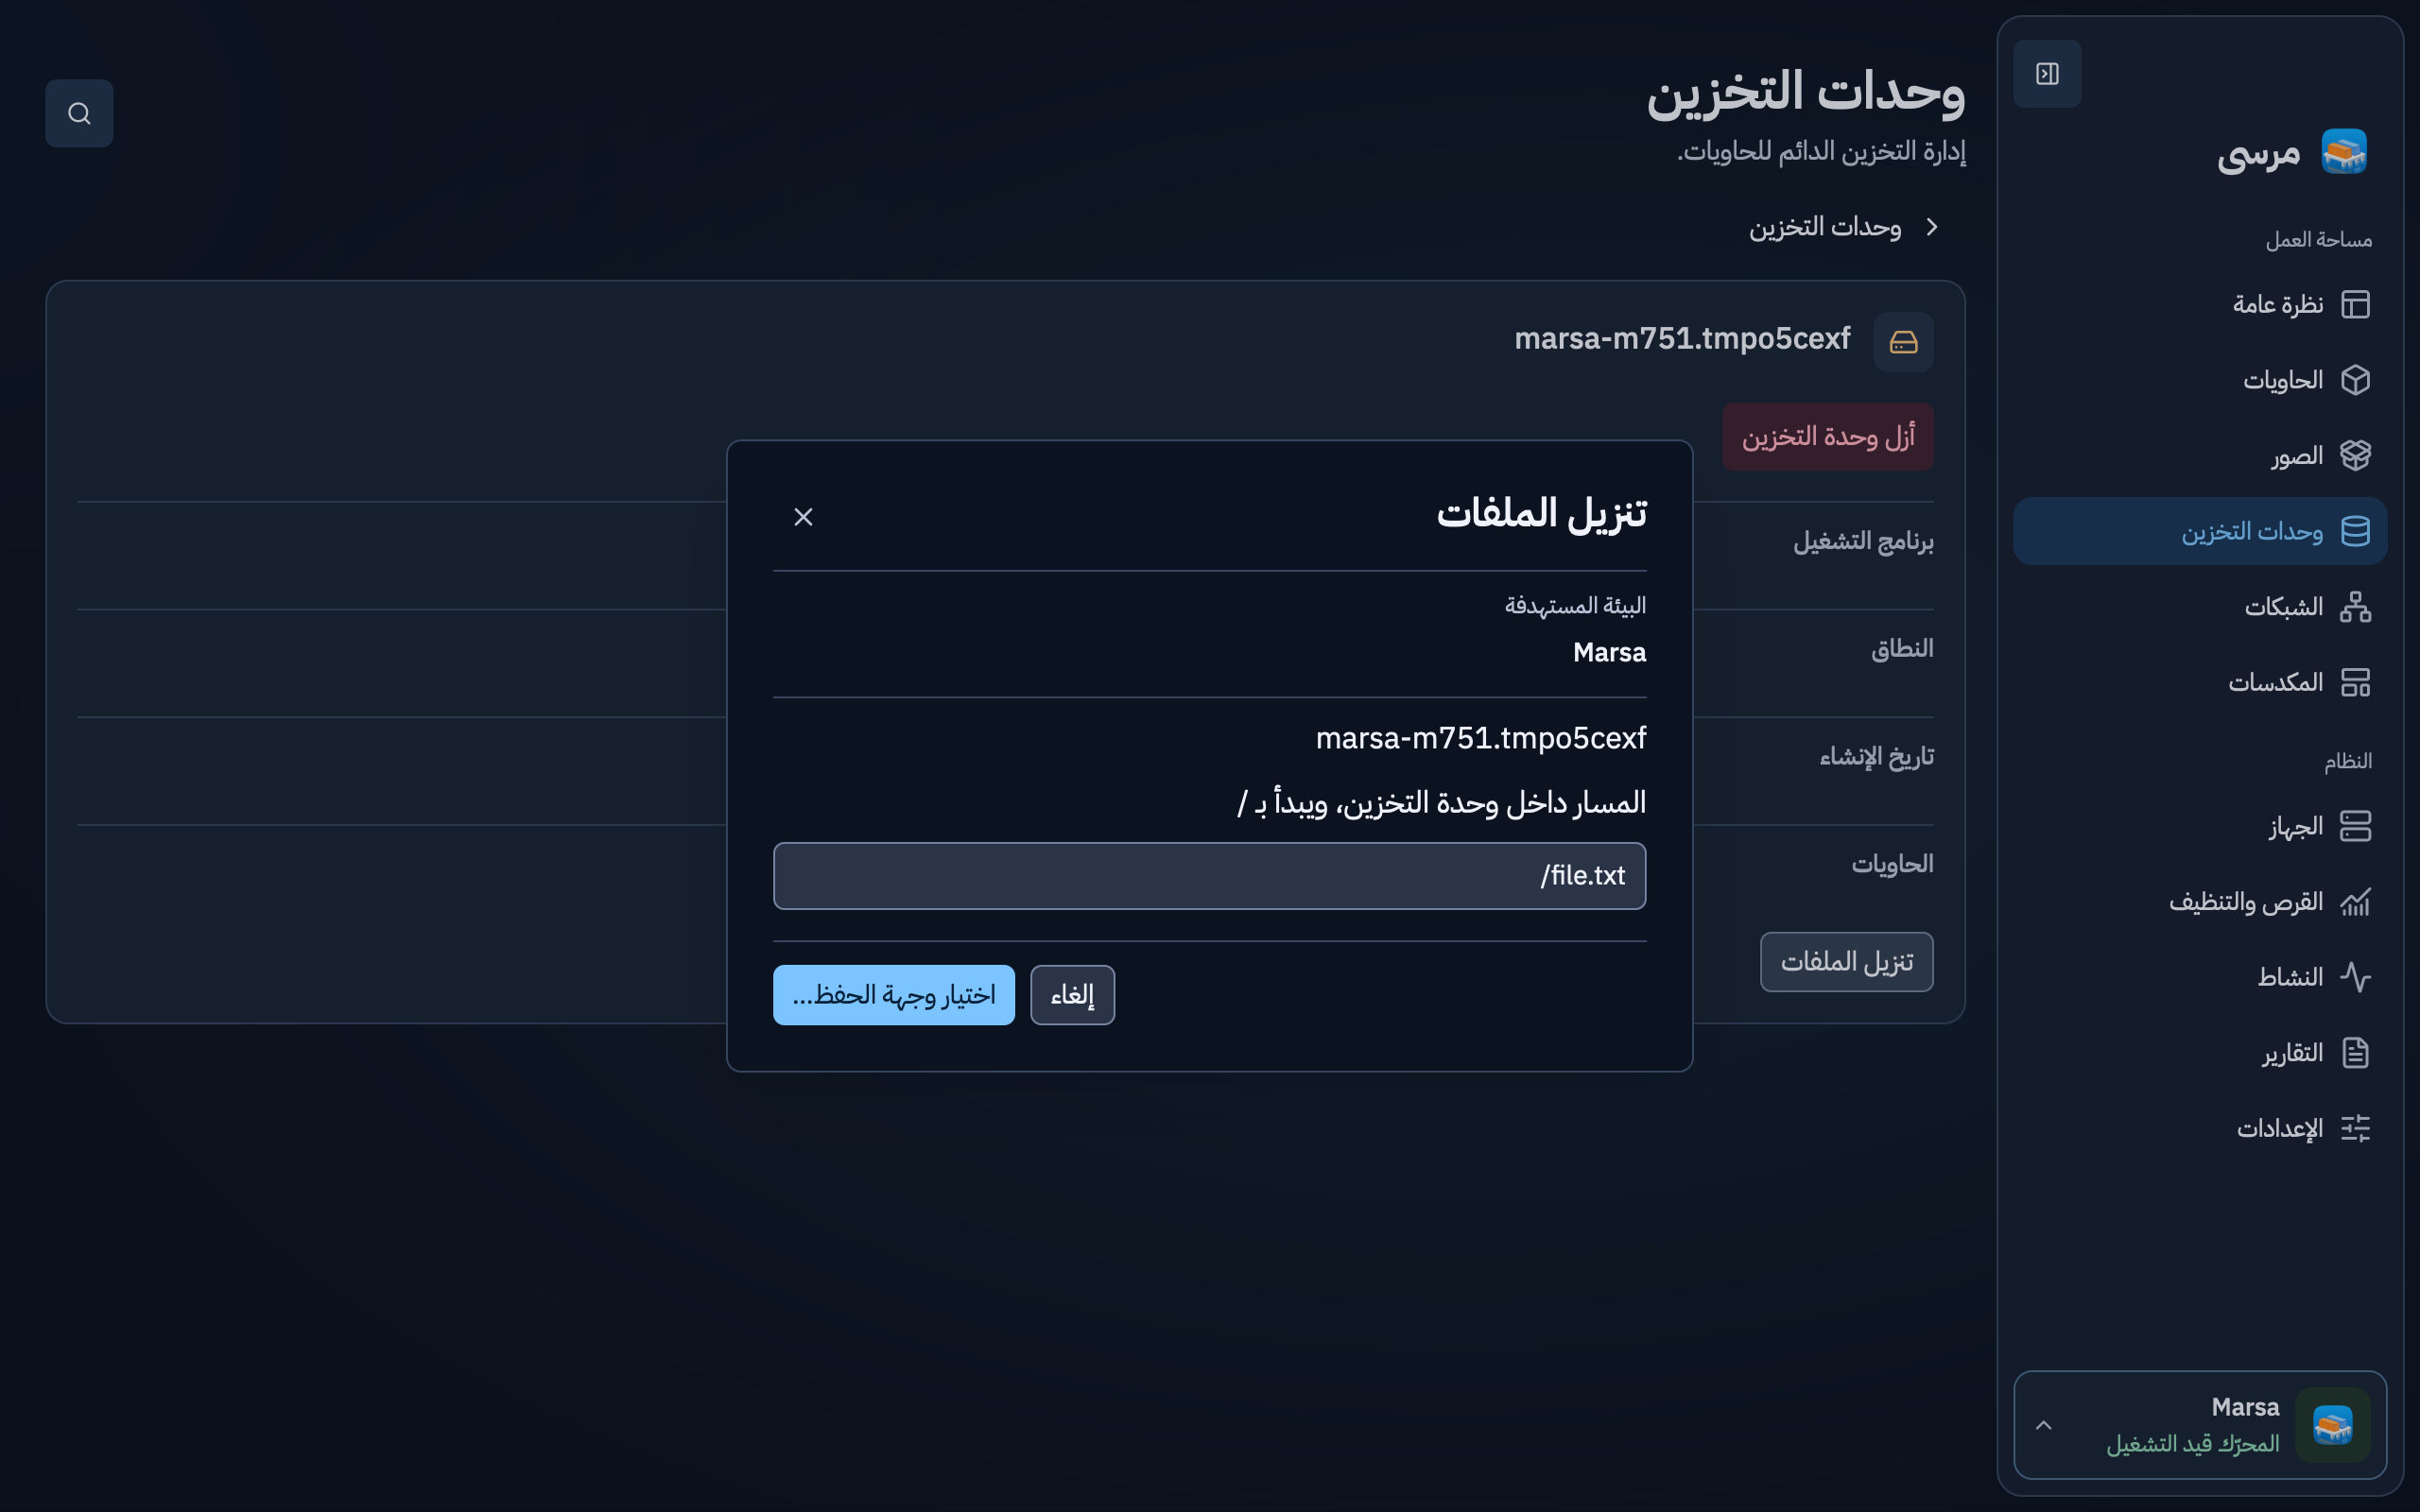 مرسى
مساحة العمل
نظرة عامة
الحاويات
الصور
وحدات التخزين
الشبكات
المكدسات
النظام
الجهاز
القرص والتنظيف
النشاط
التقارير
الإعدادات
Marsa
المحرّك قيد التشغيل
وحدات التخزين
إدارة التخزين الدائم للحاويات.
وحدات التخزين
marsa-m751.tmpo5cexf
أزل وحدة التخزين
برنامج التشغيل
النطاق
تاريخ الإنشاء
الحاويات
تنزيل الملفات
تنزيل الملفات
البيئة المستهدفة
Marsa
marsa-m751.tmpo5cexf
المسار داخل وحدة التخزين، ويبدأ بـ /
/file.txt
إلغاء
اختيار وجهة الحفظ...